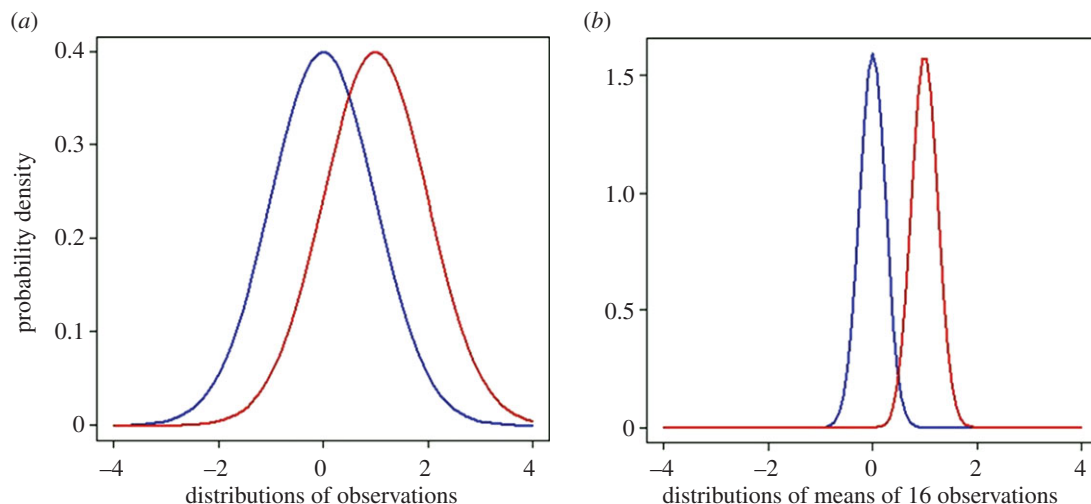 (a)
probability density
0.4
0.3
0.2
0.1
0
–4 –2 0 2 4
distributions of observations
(b)
1.5
1.0
0.5
0
–4 –2 0 2 4
distributions of means of 16 observations